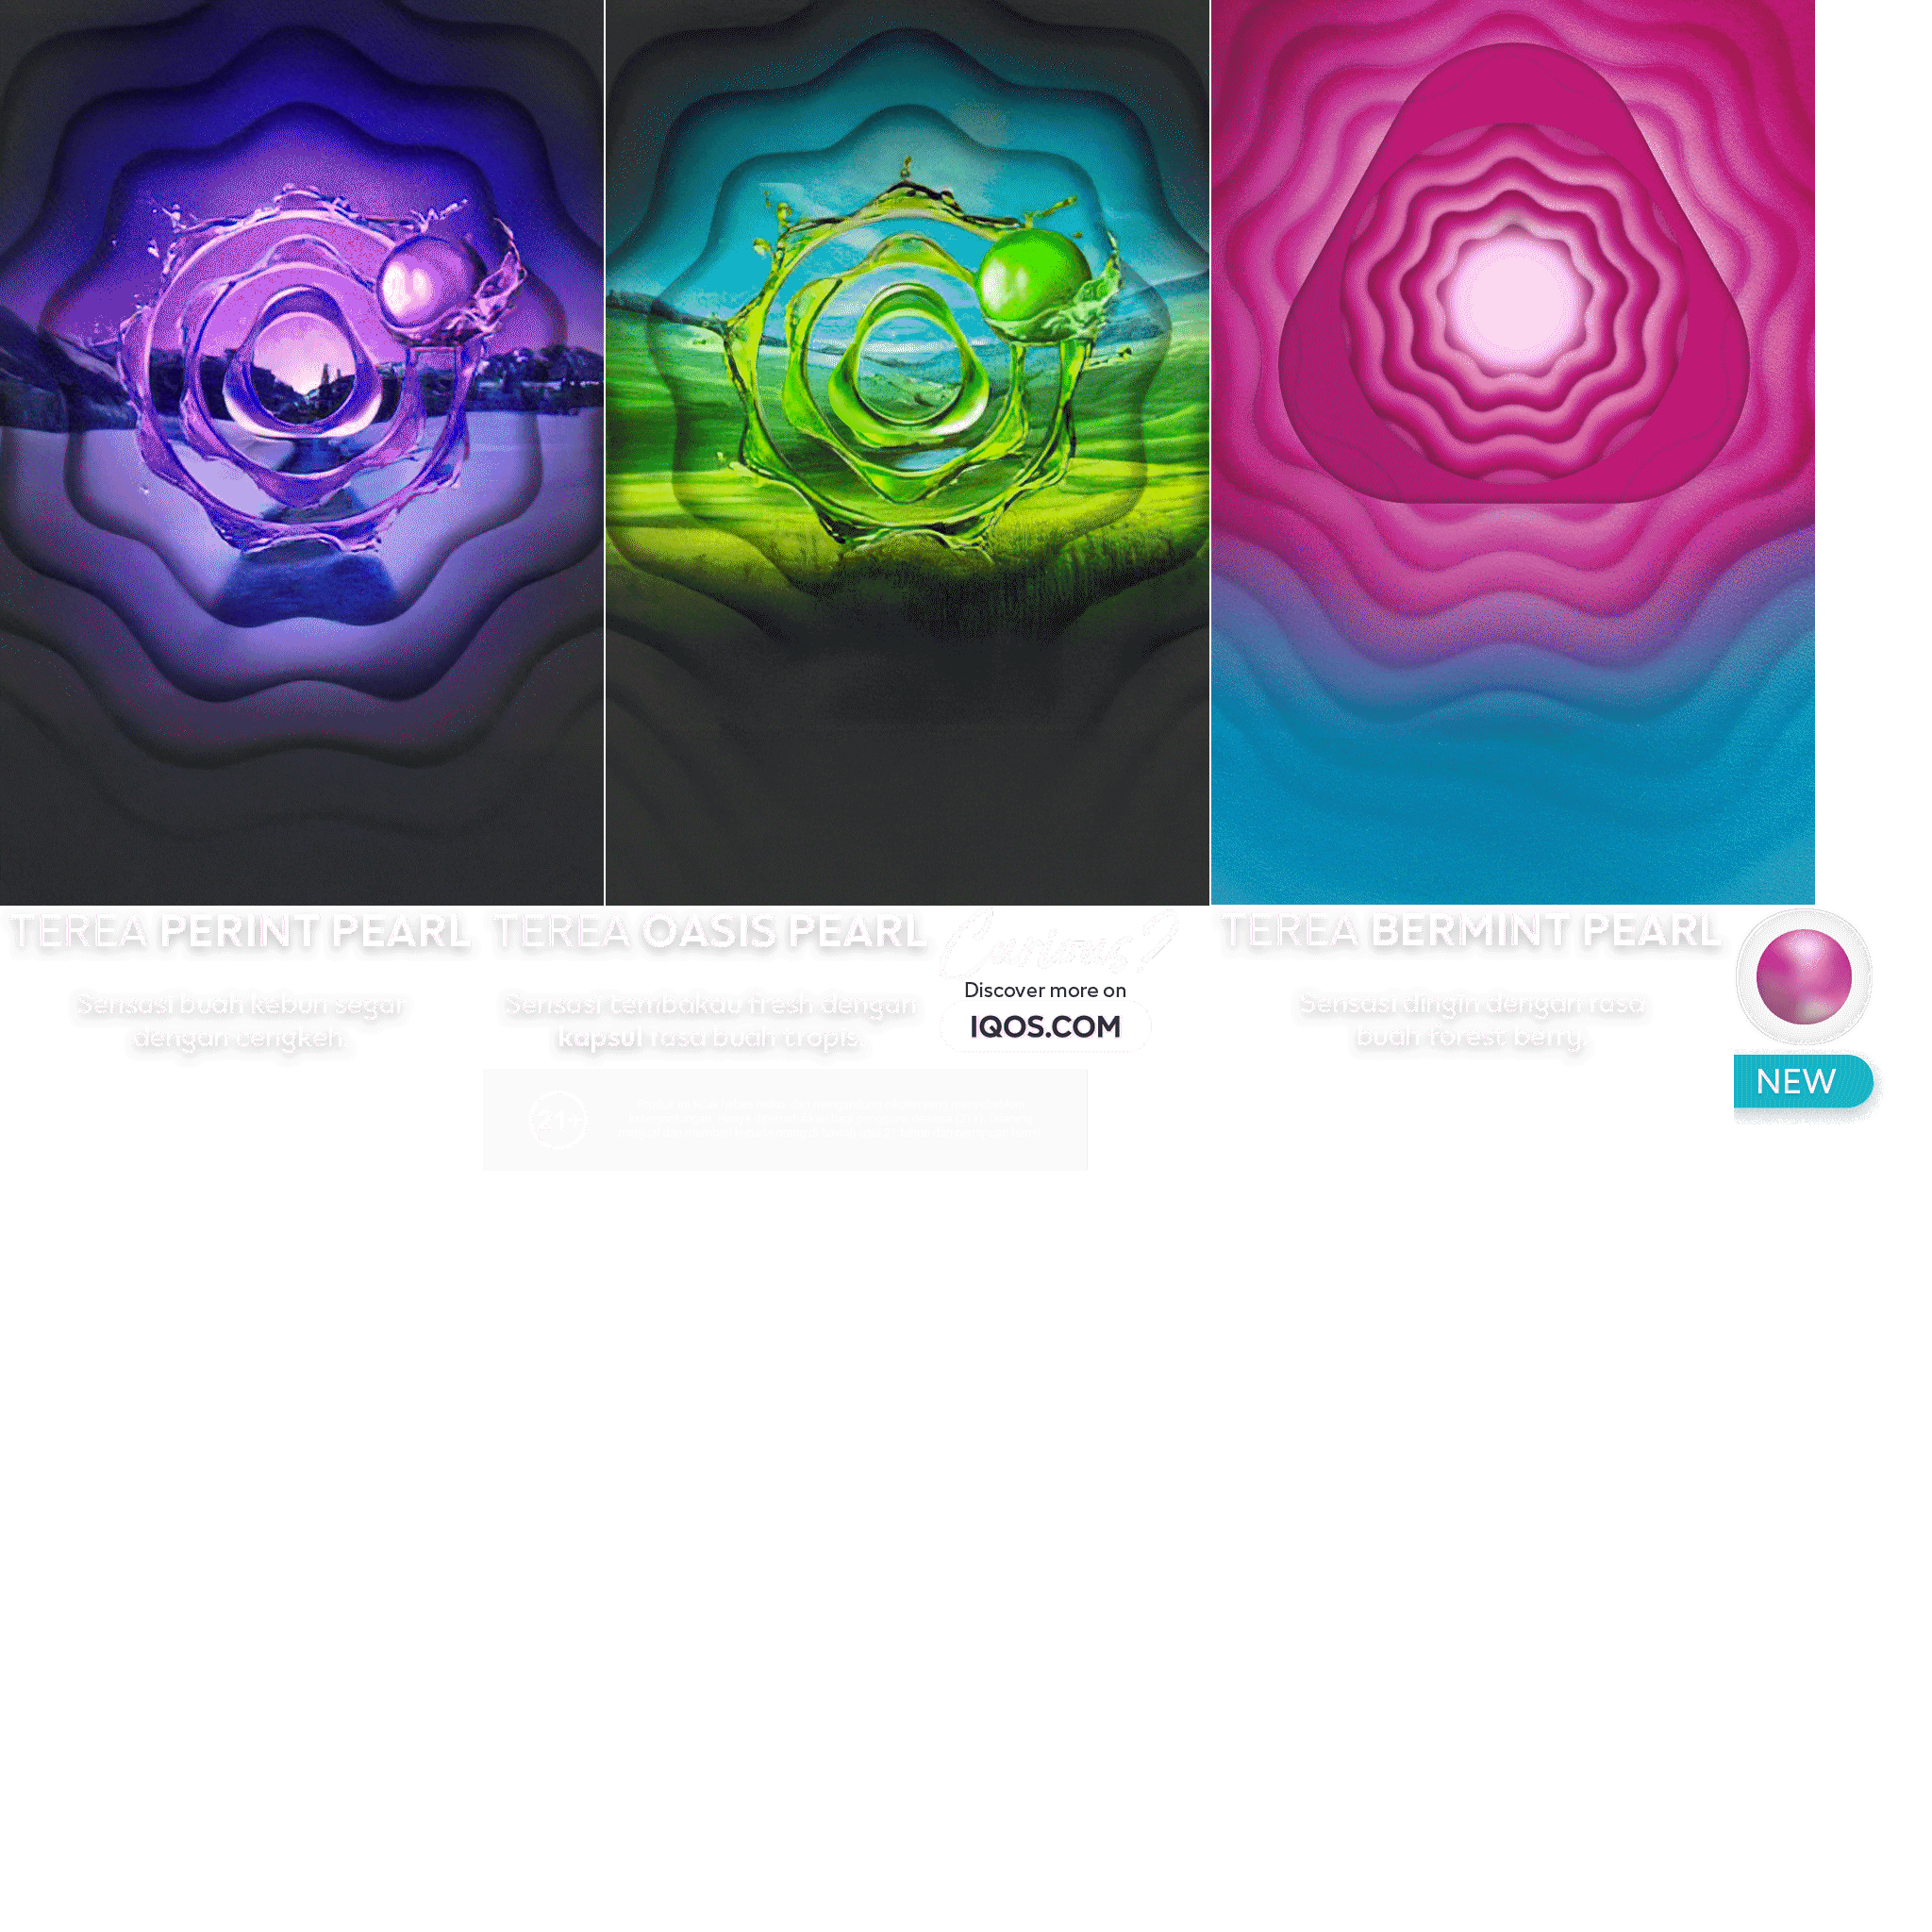 TEREA PERINT PEARL
Sensasi buah kebun segar
dengan cengkeh.
TEREA OASIS PEARL
Sensasi tembakau fresh dengan
kapsul rasa buah tropis.
Curious?
Discover more on
IQOS.COM
TEREA BERMINT PEARL
Sensasi dingin dengan rasa
buah forest berry.
NEW
21+